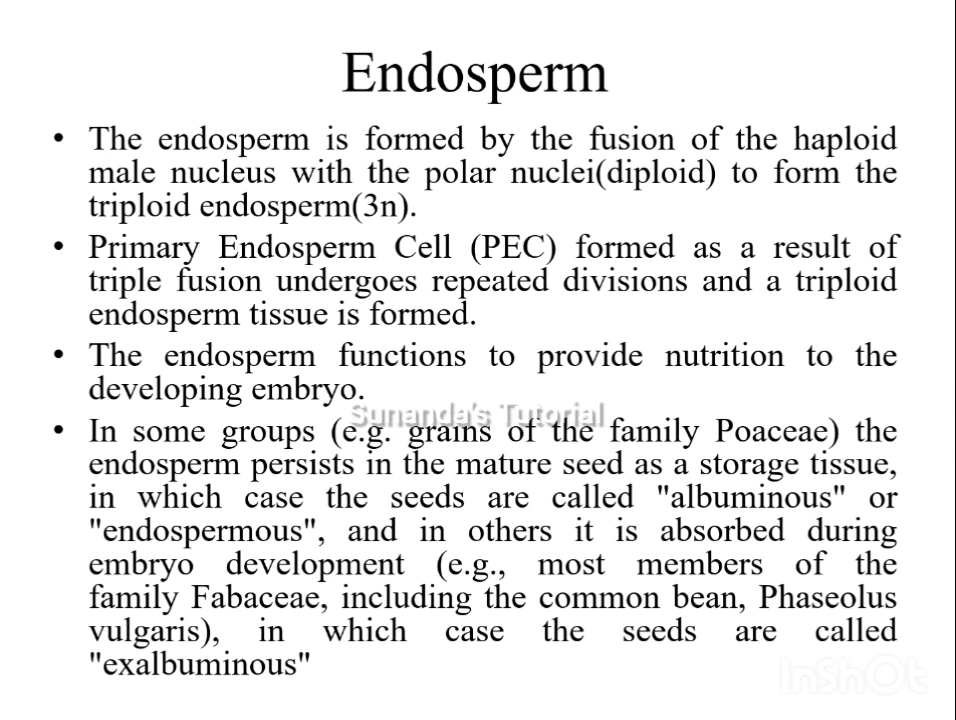 Endosperm
• The endosperm is formed by the fusion of the haploid
male nucleus with the polar nuclei(diploid) to form the
triploid endosperm(3n).
• Primary Endosperm Cell (PEC) formed as a result of
triple fusion undergoes repeated divisions and a triploid
endosperm tissue is formed.
• The endosperm functions to provide nutrition to the
developing embryo.
Sunanda's Tutorial
• In some groups (e.g. grains of the family Poaceae) the
endosperm persists in the mature seed as a storage tissue,
in which case the seeds are called "albuminous" or
"endospermous", and in others it is absorbed during
embryo development (e.g., most members of the
family Fabaceae, including the common bean, Phaseolus
vulgaris), in which case the seeds are called
"exalbuminous"
InShOt